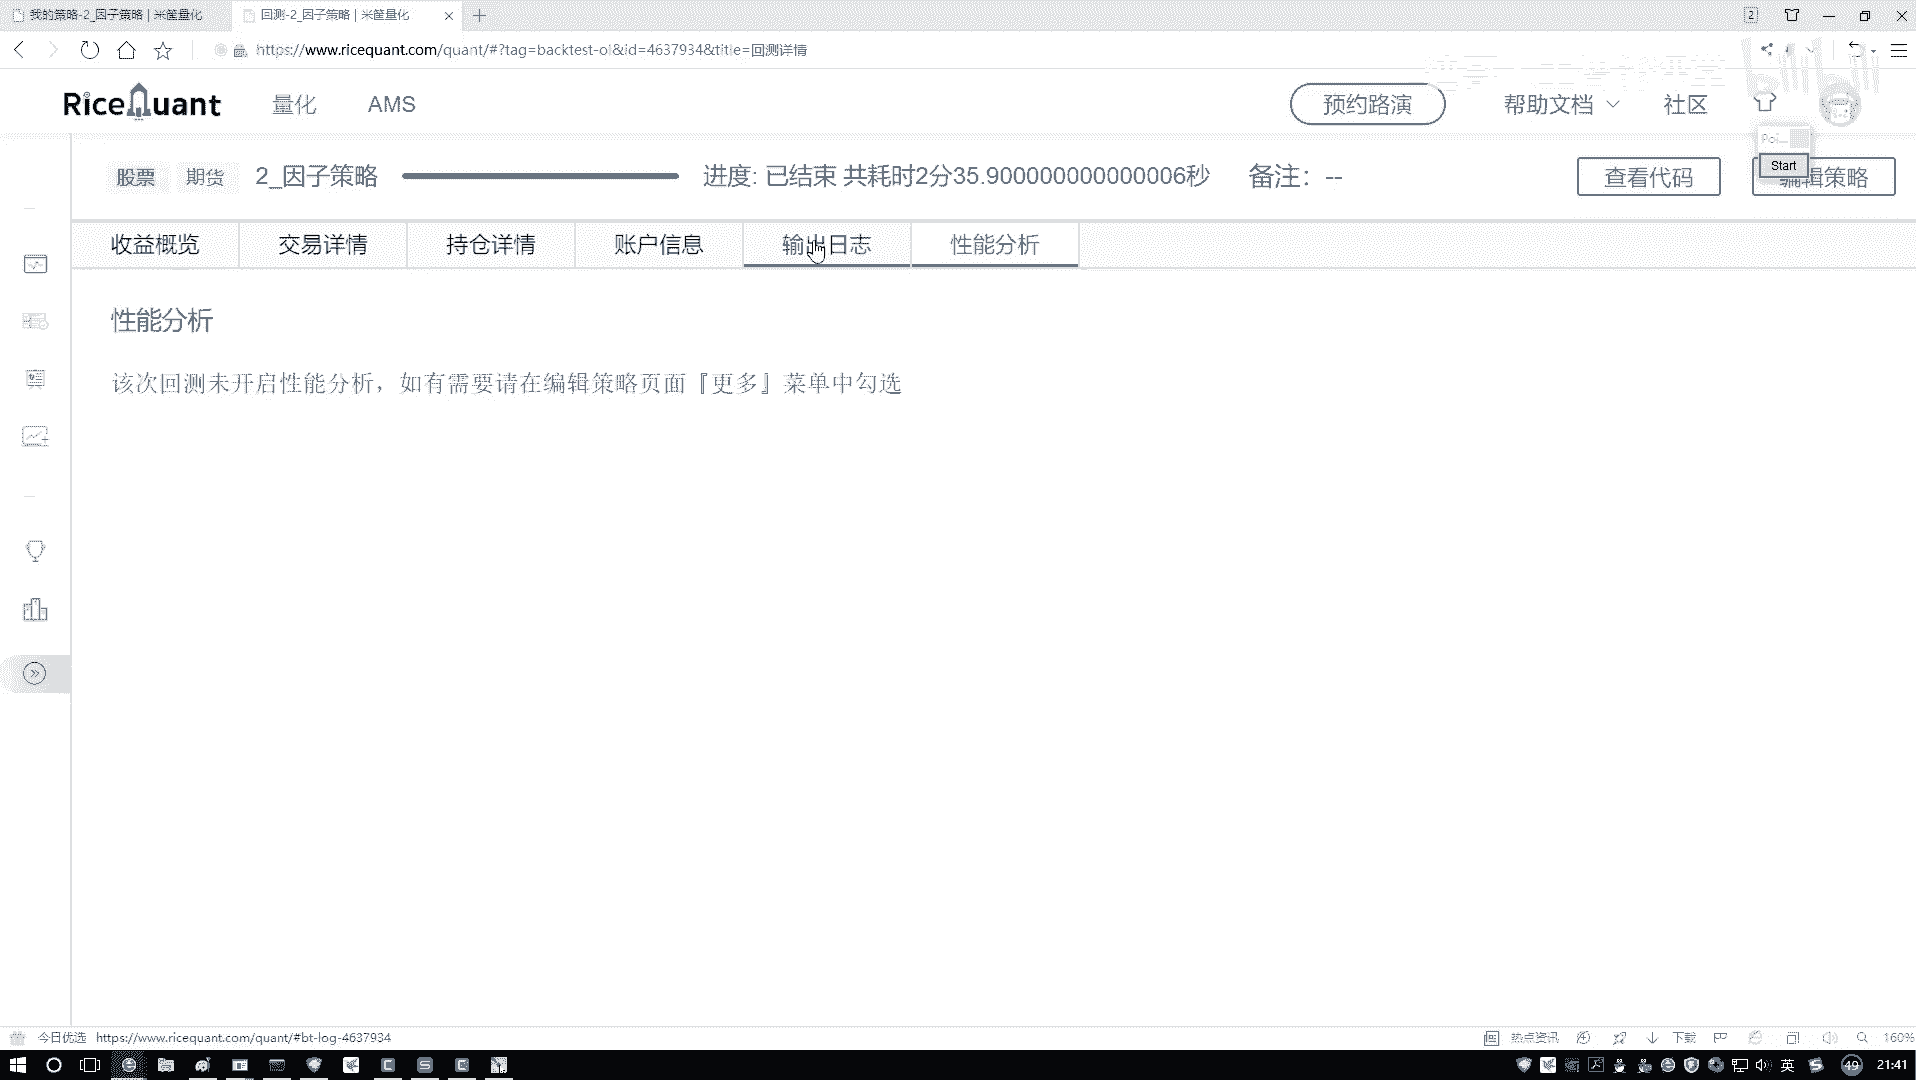 我的策略-2_因子策略 | 米筐量化
回测-2_因子策略 | 米筐量化
2
https://www.ricequant.com/quant/#?tag=backtest-ol&id=4637934&title=回测详情
bilibili
RiceQuant
量化
AMS
预约路演
帮助文档
社区
Poi...
Start
股票
期货
2_因子策略
进度: 已结束 共耗时2分35.900000000000006秒
备注：--
查看代码
编辑策略
收益概览
交易详情
持仓详情
账户信息
输出日志
性能分析
性能分析
该次回测未开启性能分析，如有需要请在编辑策略页面『更多』菜单中勾选
今日优选
https://www.ricequant.com/quant/#bt-log-4637934
热点资讯
下载
160%
英
49
21:41